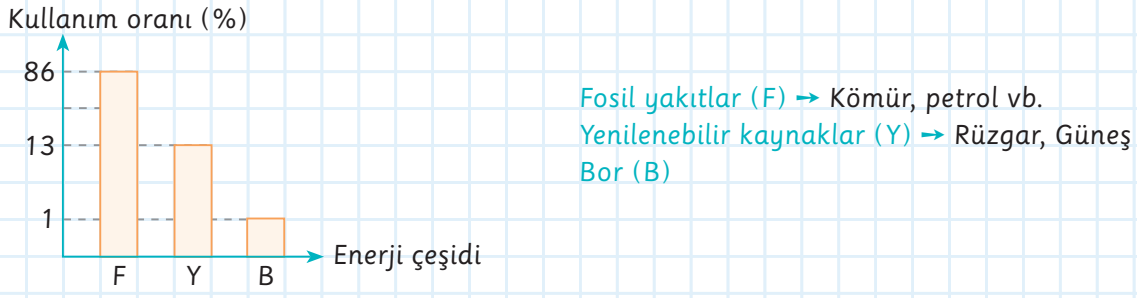 Kullanım oranı (%)
86
13
1
F Y B
Enerji çeşidi
Fosil yakıtlar (F) → Kömür, petrol vb.
Yenilenebilir kaynaklar (Y) → Rüzgar, Güneş
Bor (B)